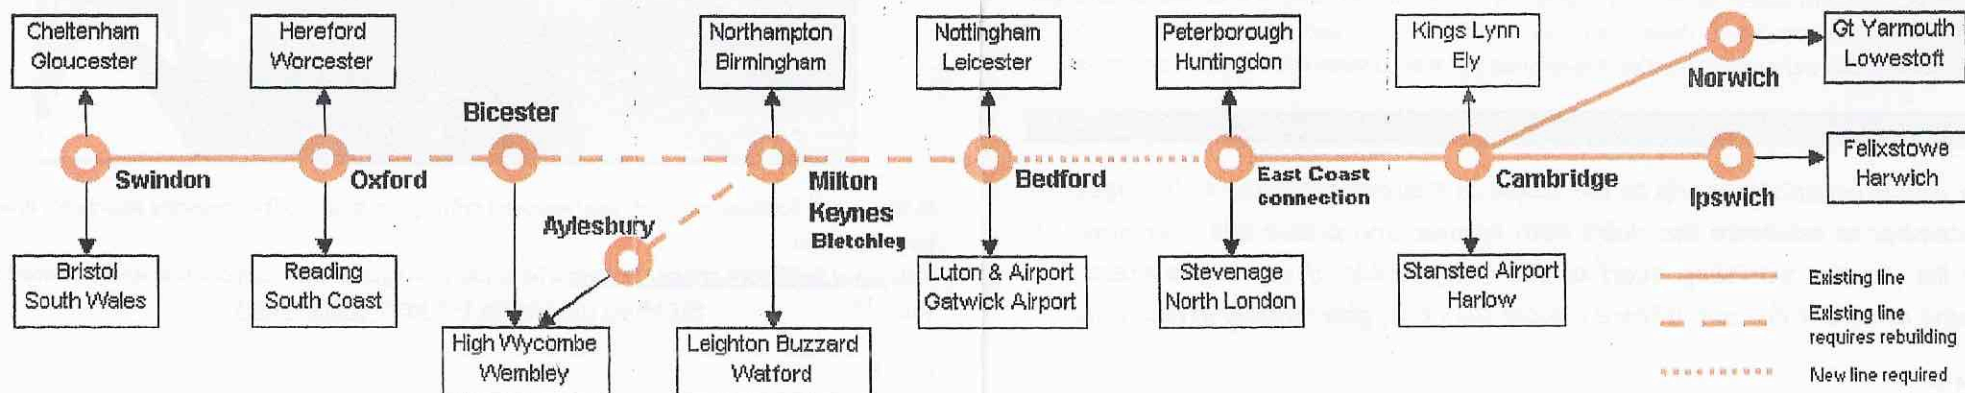 Cheltenham
Gloucester
Hereford
Worcester
Northampton
Birmingham
Nottingham
Leicester
Peterborough
Huntingdon
Kings Lynn
Ely
Gt Yarmouth
Lowestoft
Norwich
Bicester
Swindon
Oxford
Milton
Keynes
Bletchley
Bedford
East Coast
connection
Cambridge
Ipswich
Felixstowe
Harwich
Aylesbury
Bristol
South Wales
Reading
South Coast
High Wycombe
Wembley
Leighton Buzzard
Watford
Luton & Airport
Gatwick Airport
Stevenage
North London
Stansted Airport
Harlow
Existing line
Existing line
requires rebuilding
New line required